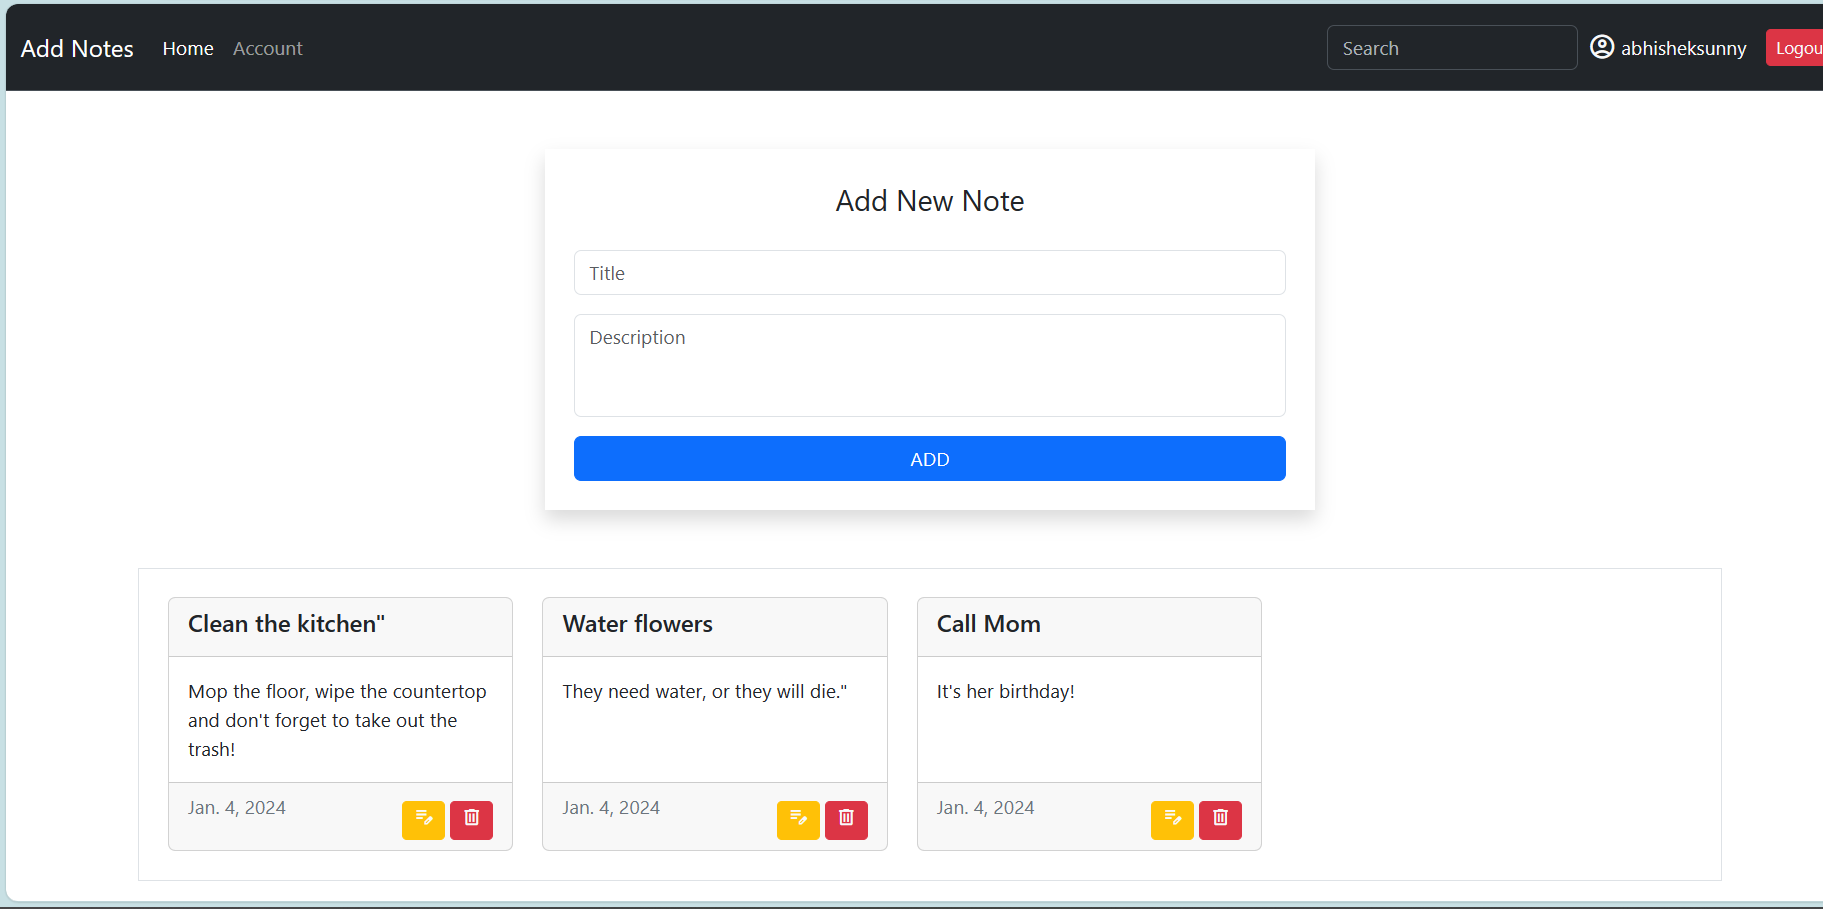 Add Notes Home Account Search abhisheksunny Logou
Add New Note
Title
Description
ADD
Clean the kitchen"
Mop the floor, wipe the countertop
and don't forget to take out the
trash!
Jan. 4, 2024
Water flowers
They need water, or they will die."
Jan. 4, 2024
Call Mom
It's her birthday!
Jan. 4, 2024